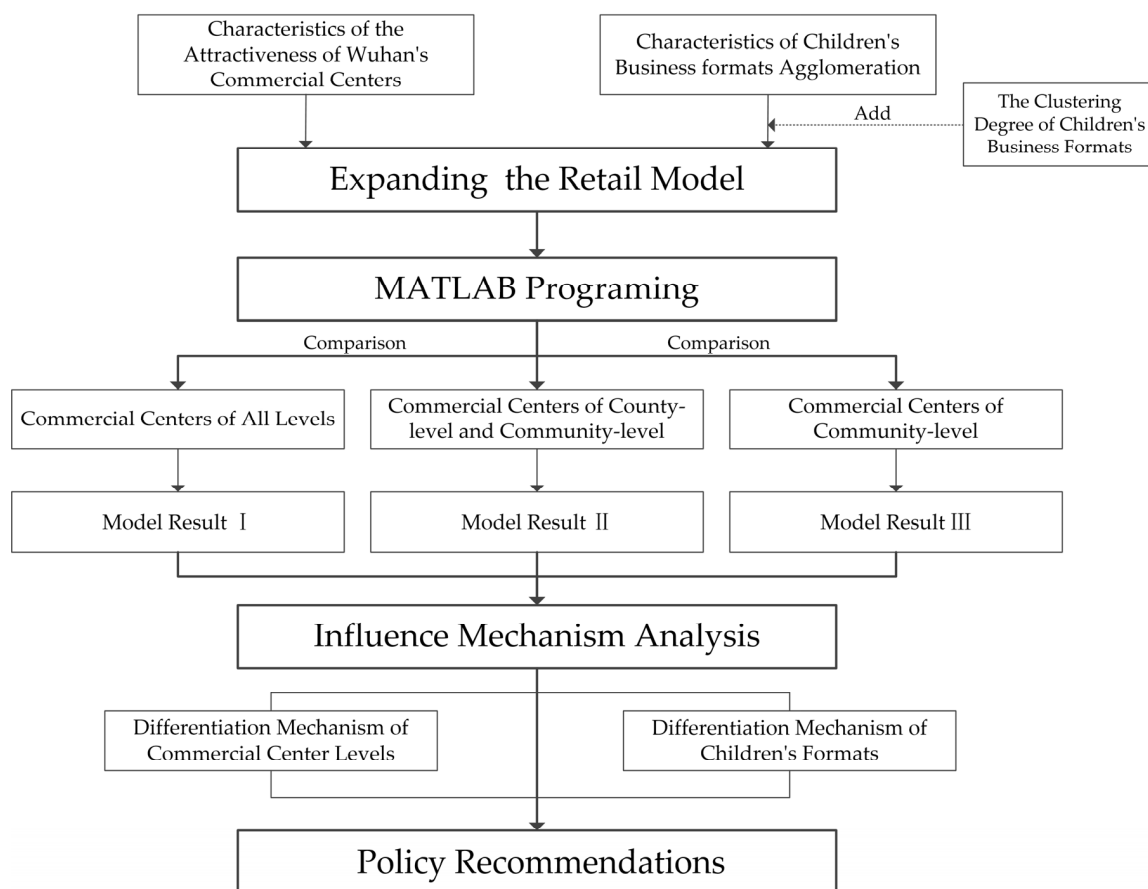 Characteristics of the
Attractiveness of Wuhan's
Commercial Centers
Characteristics of Children's
Business formats Agglomeration
The Clustering
Degree of Children's
Business Formats
Add
Expanding the Retail Model
MATLAB Programing
Comparison
Comparison
Commercial Centers of All Levels
Commercial Centers of County-
level and Community-level
Commercial Centers of
Community-level
Model Result Ⅰ
Model Result Ⅱ
Model Result Ⅲ
Influence Mechanism Analysis
Differentiation Mechanism of
Commercial Center Levels
Differentiation Mechanism of
Children's Formats
Policy Recommendations